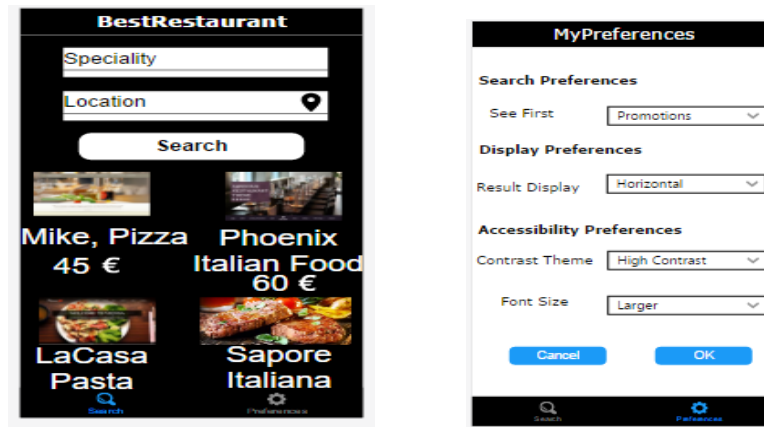 BestRestaurant
Speciality
Location
Search
Mike, Pizza
45 €
Phoenix
Italian Food
60 €
LaCasa
Pasta
Sapore
Italiana
Search
Preferences
MyPreferences
Search Preferences
See First
Promotions
Display Preferences
Result Display
Horizontal
Accessibility Preferences
Contrast Theme
High Contrast
Font Size
Larger
Cancel
OK
Search
Preferences